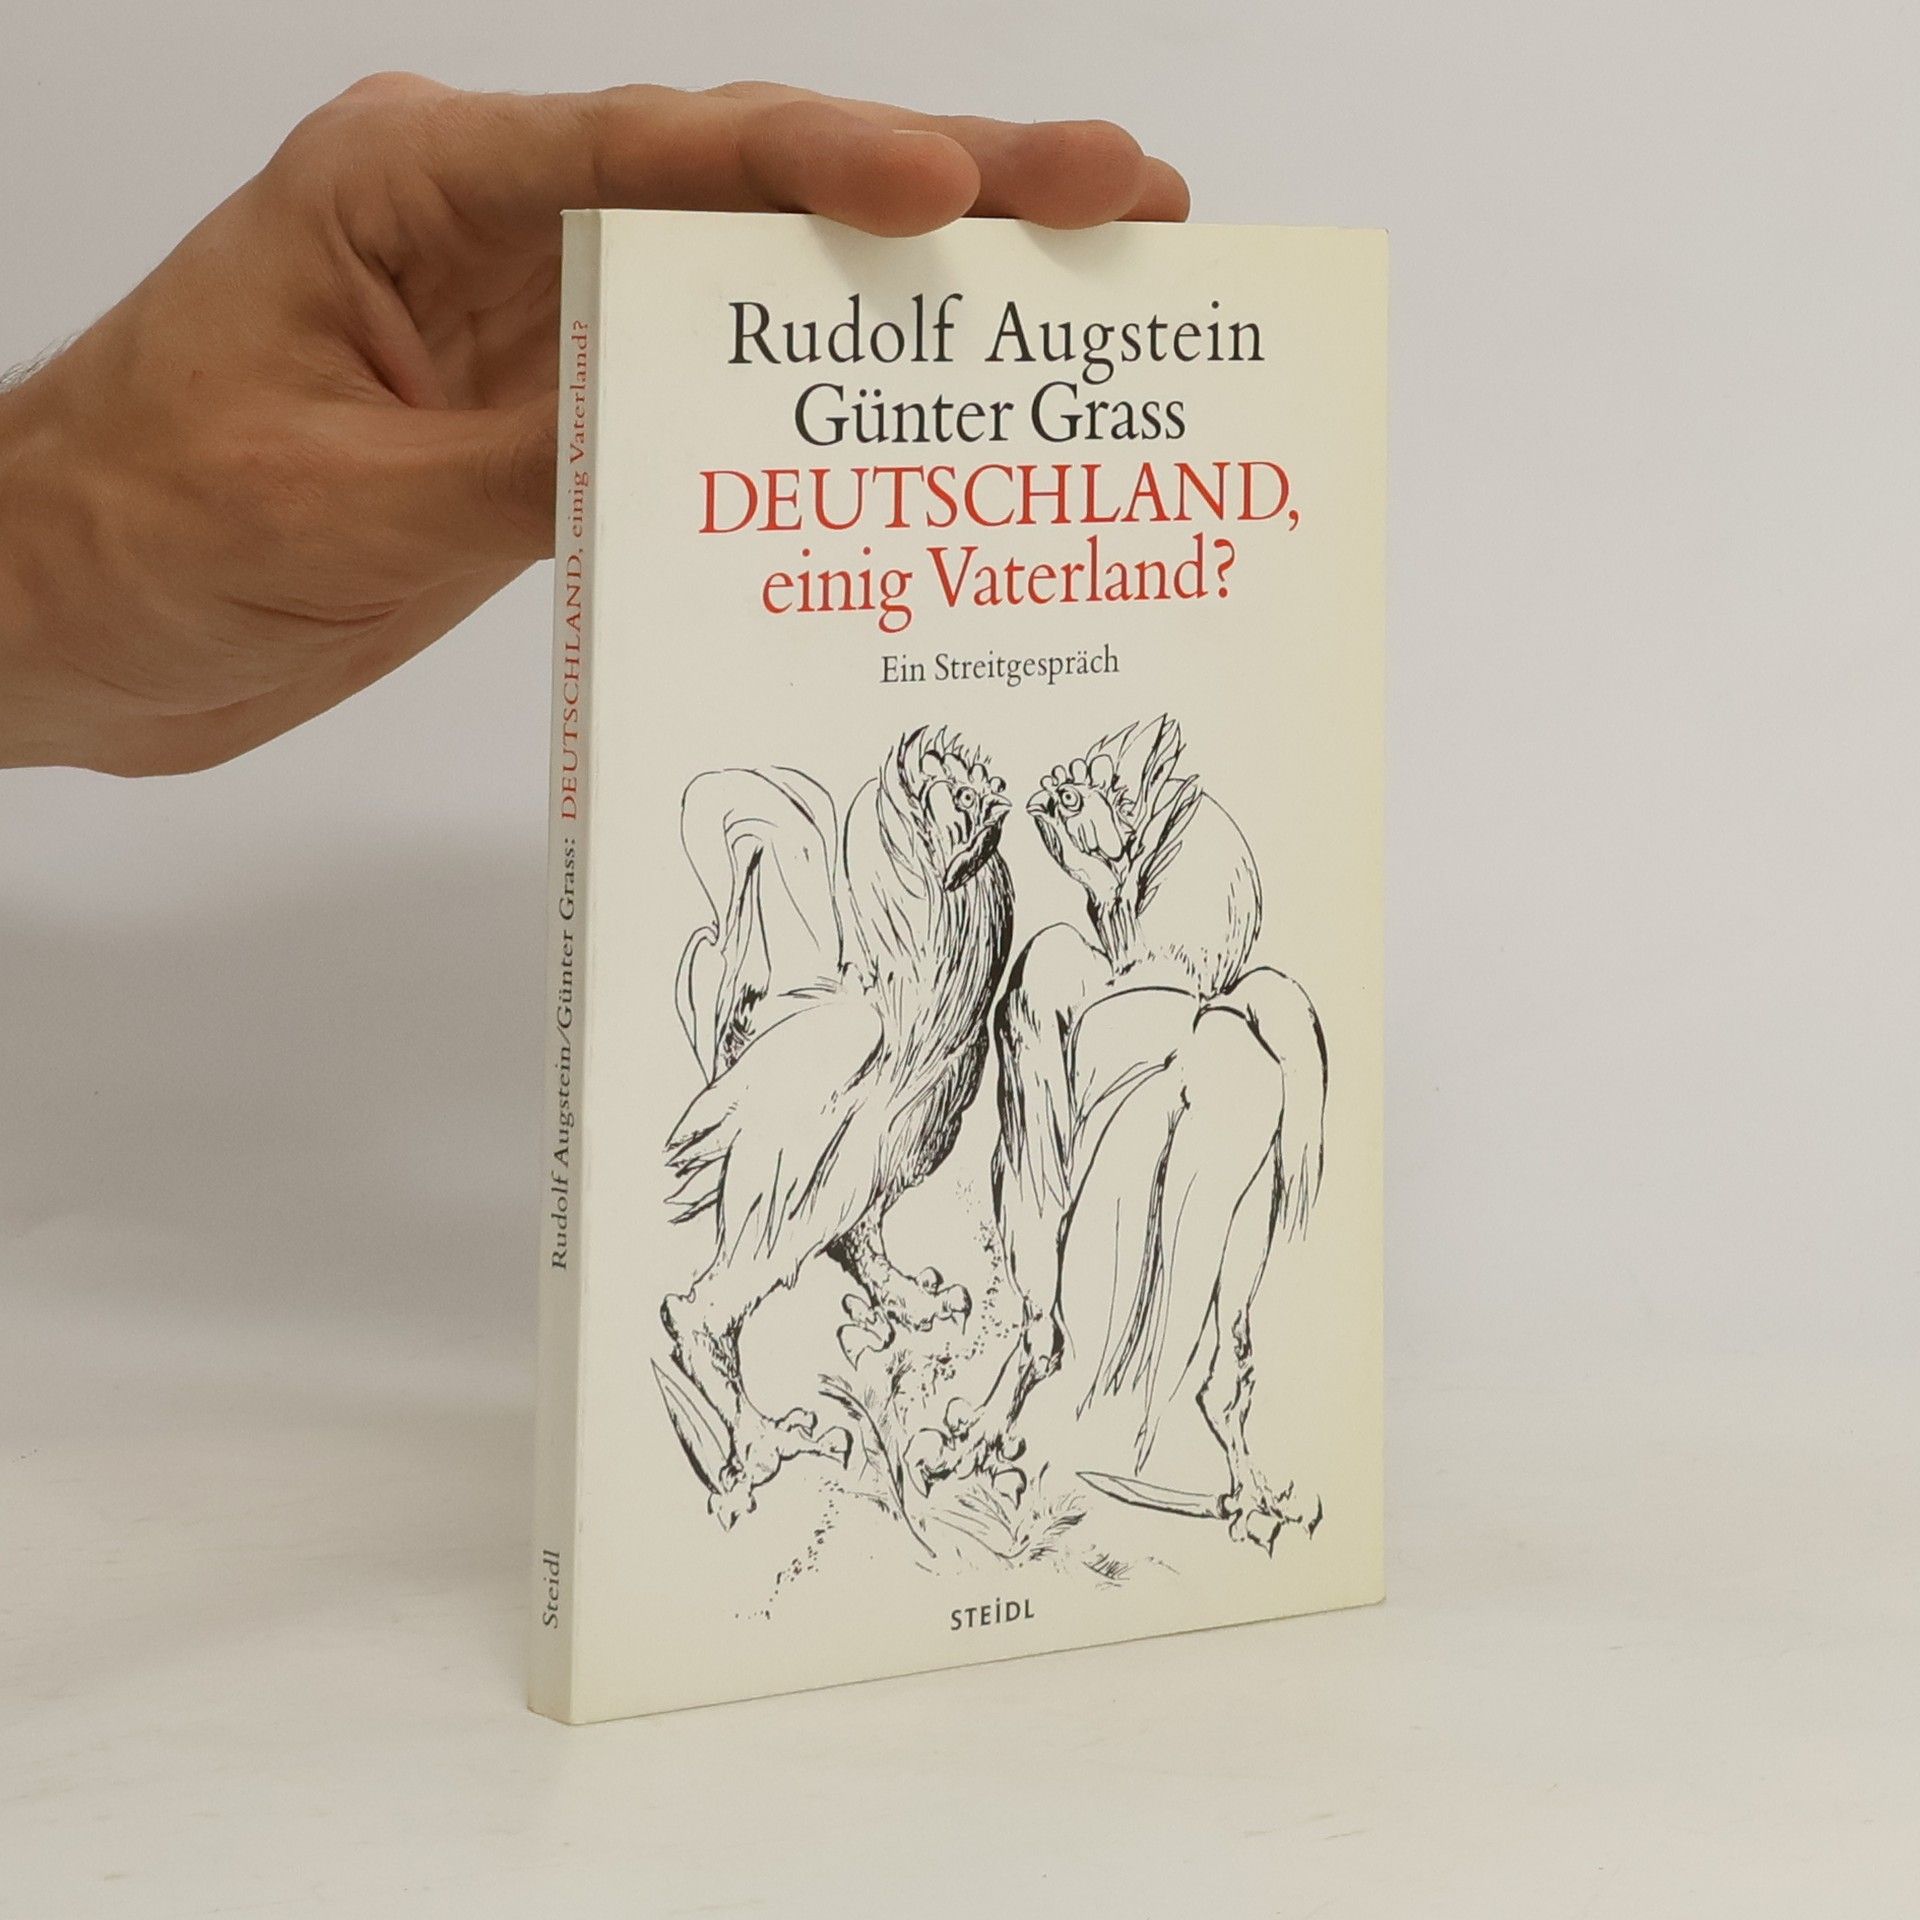 Rudolf Augstein
Günter Grass
DEUTSCHLAND,
einig Vaterland?
Ein Streitgespräch
STEIDL
Rudolf Augstein/Günter Grass: DEUTSCHLAND, einig Vaterland?
Steidl